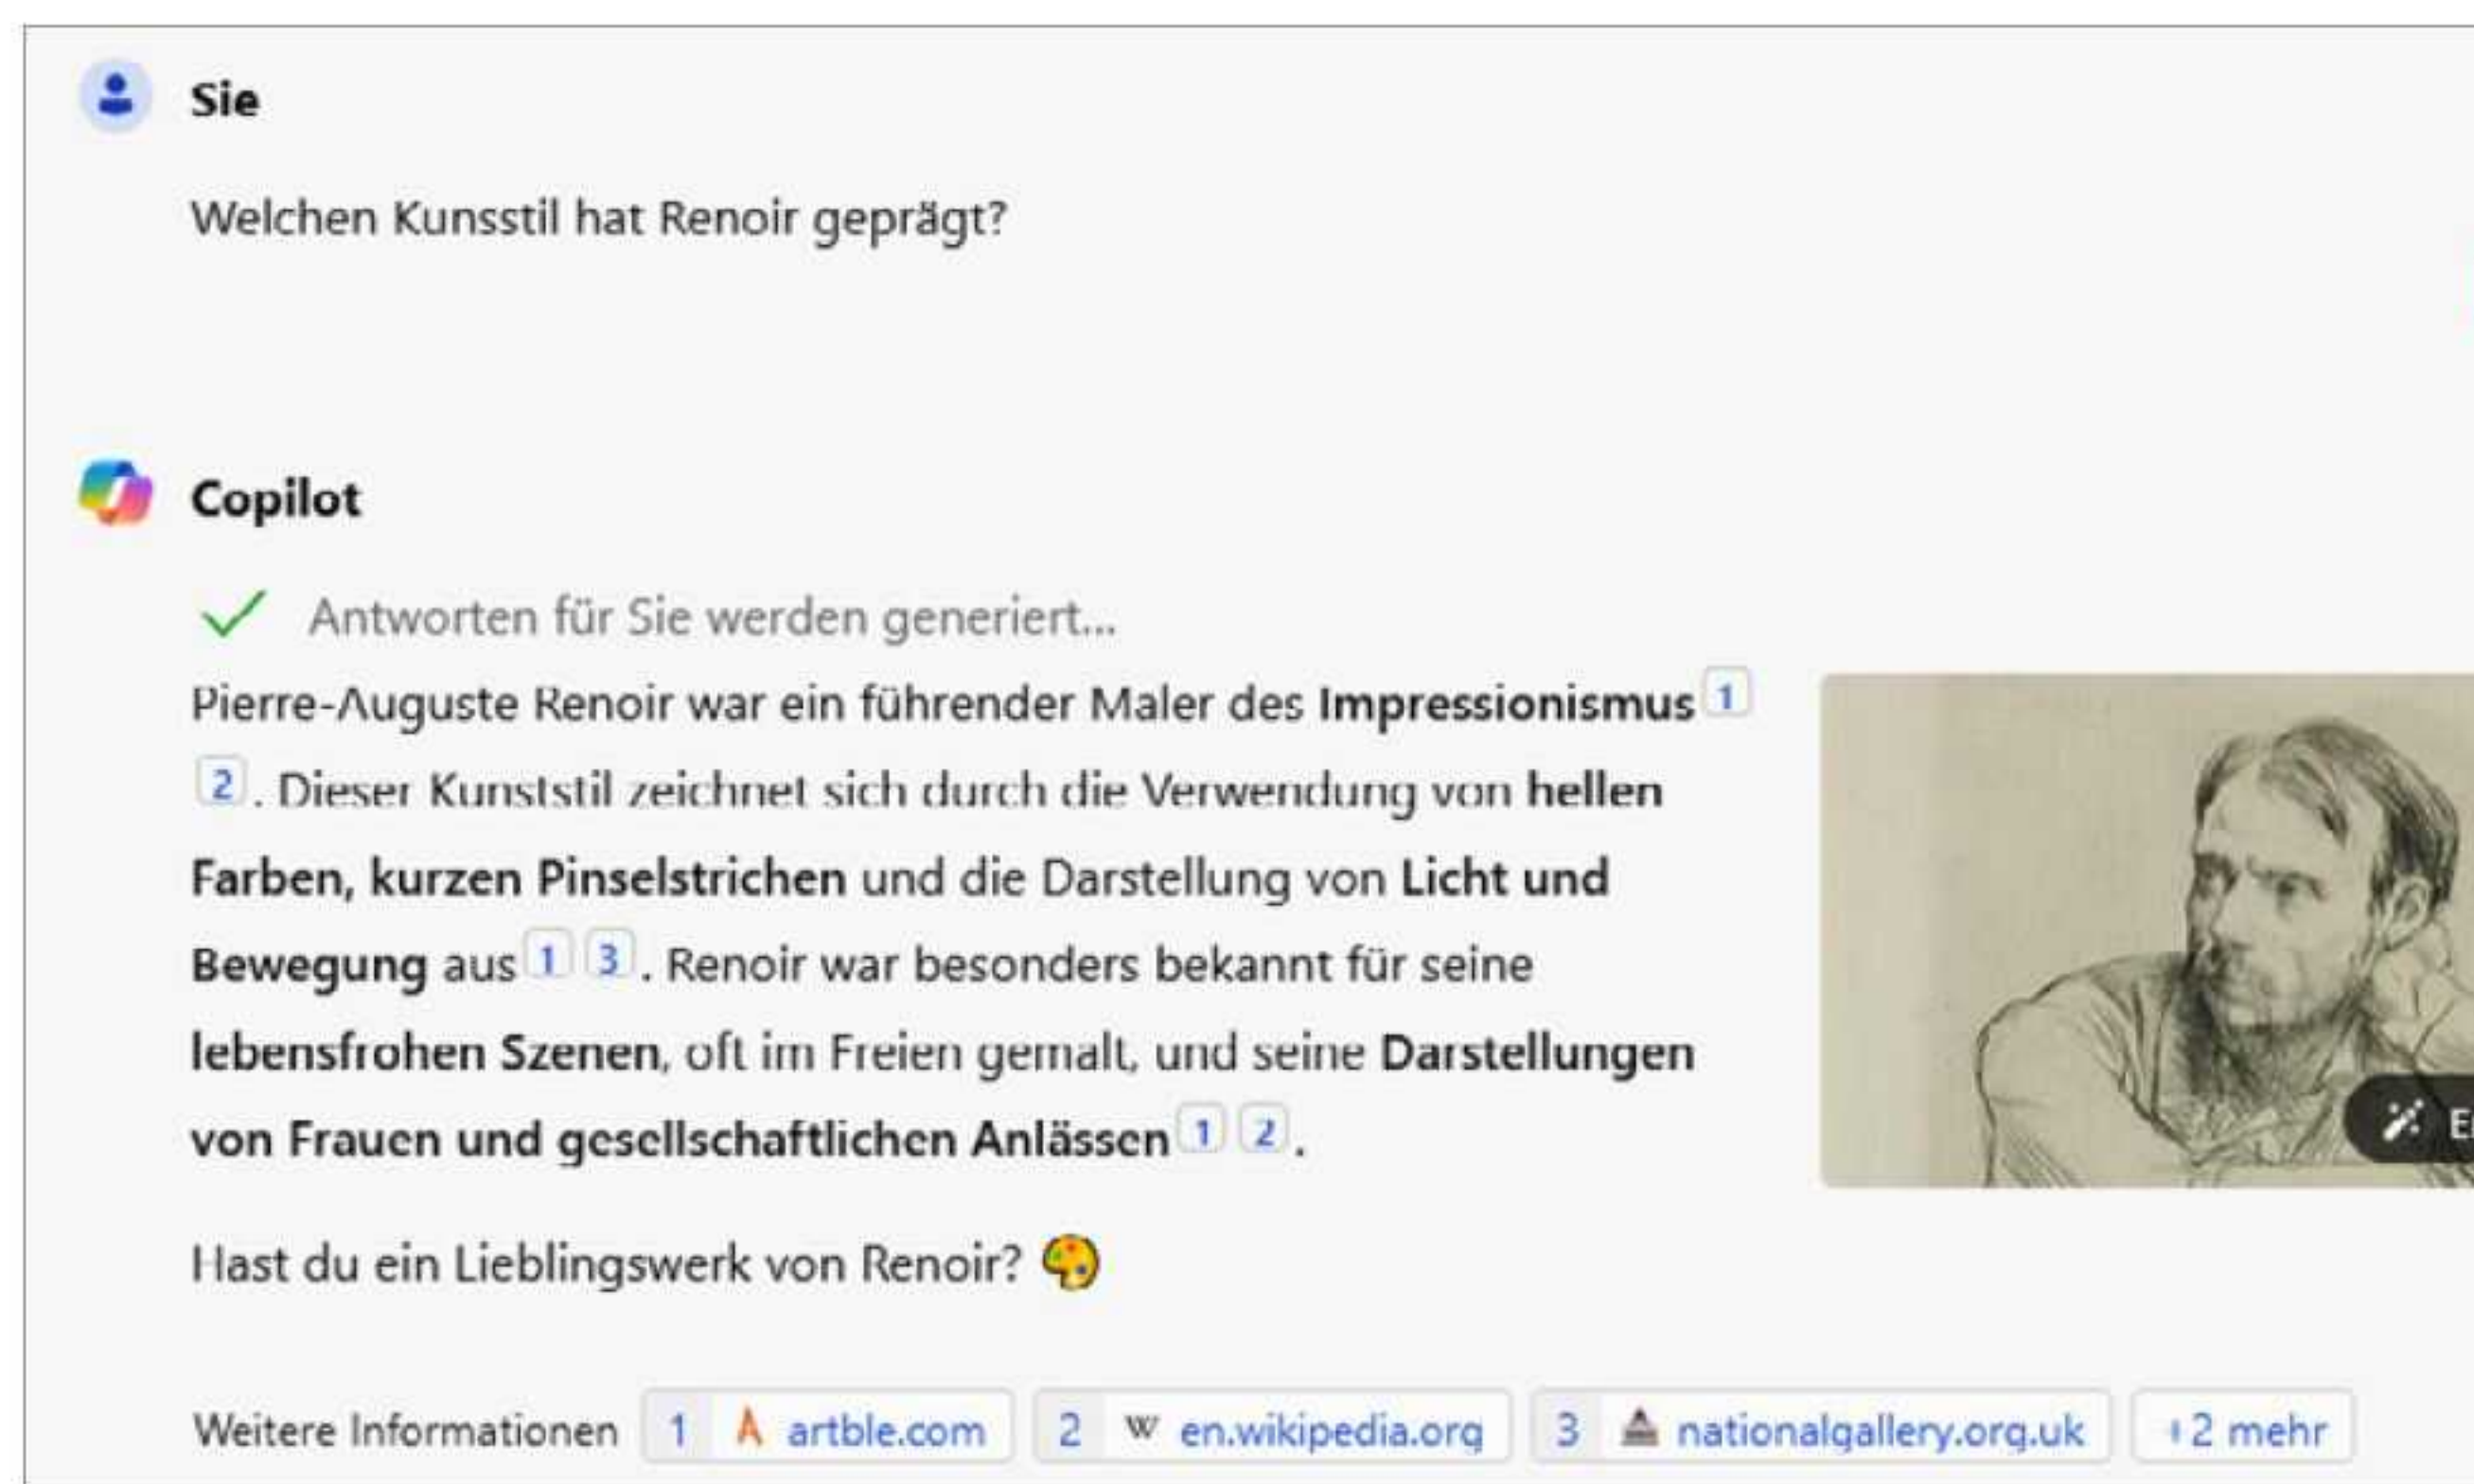 Sie
Welchen Kunsstil hat Renoir geprägt?
Copilot
Antworten für Sie werden generiert...
Pierre-Auguste Renoir war ein führender Maler des Impressionismus 1
2 . Dieser Kunststil zeichnet sich durch die Verwendung von hellen
Farben, kurzen Pinselstrichen und die Darstellung von Licht und
Bewegung aus 1 3 . Renoir war besonders bekannt für seine
lebensfrohen Szenen, oft im Freien gemalt, und seine Darstellungen
von Frauen und gesellschaftlichen Anlässen 1 2 .
Hast du ein Lieblingswerk von Renoir?
Weitere Informationen 1 artble.com 2 W en.wikipedia.org 3 nationalgallery.org.uk +2 mehr